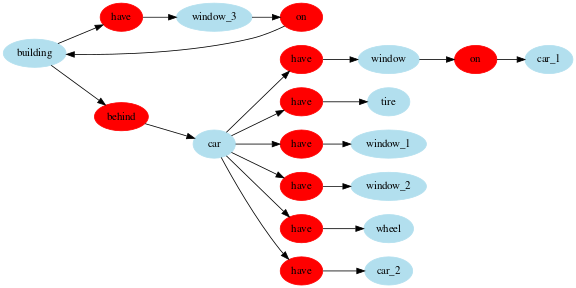 have
window_3
on
building
have
window
on
car_1
have
tire
behind
car
have
window_1
have
window_2
have
wheel
have
car_2